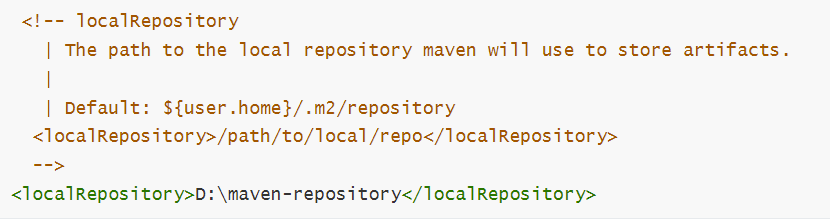 <!-- localRepository
| The path to the local repository maven will use to store artifacts.
|
| Default: ${user.home}/.m2/repository
<localRepository>/path/to/local/repo</localRepository>
-->
<localRepository>D:\maven-repository</localRepository>